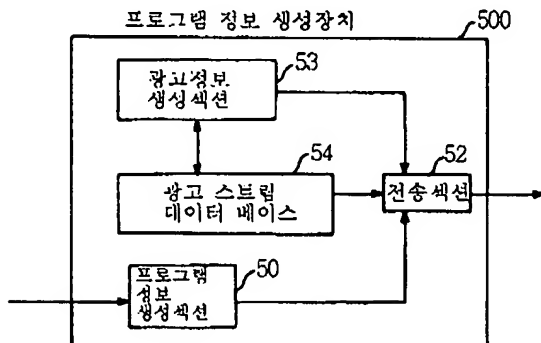 프로그램 정보 생성장치
500
53
광고정보
생성섹션
54
광고 스트림
데이터 베이스
52
전송섹션
50
프로그램
정보
생성섹션